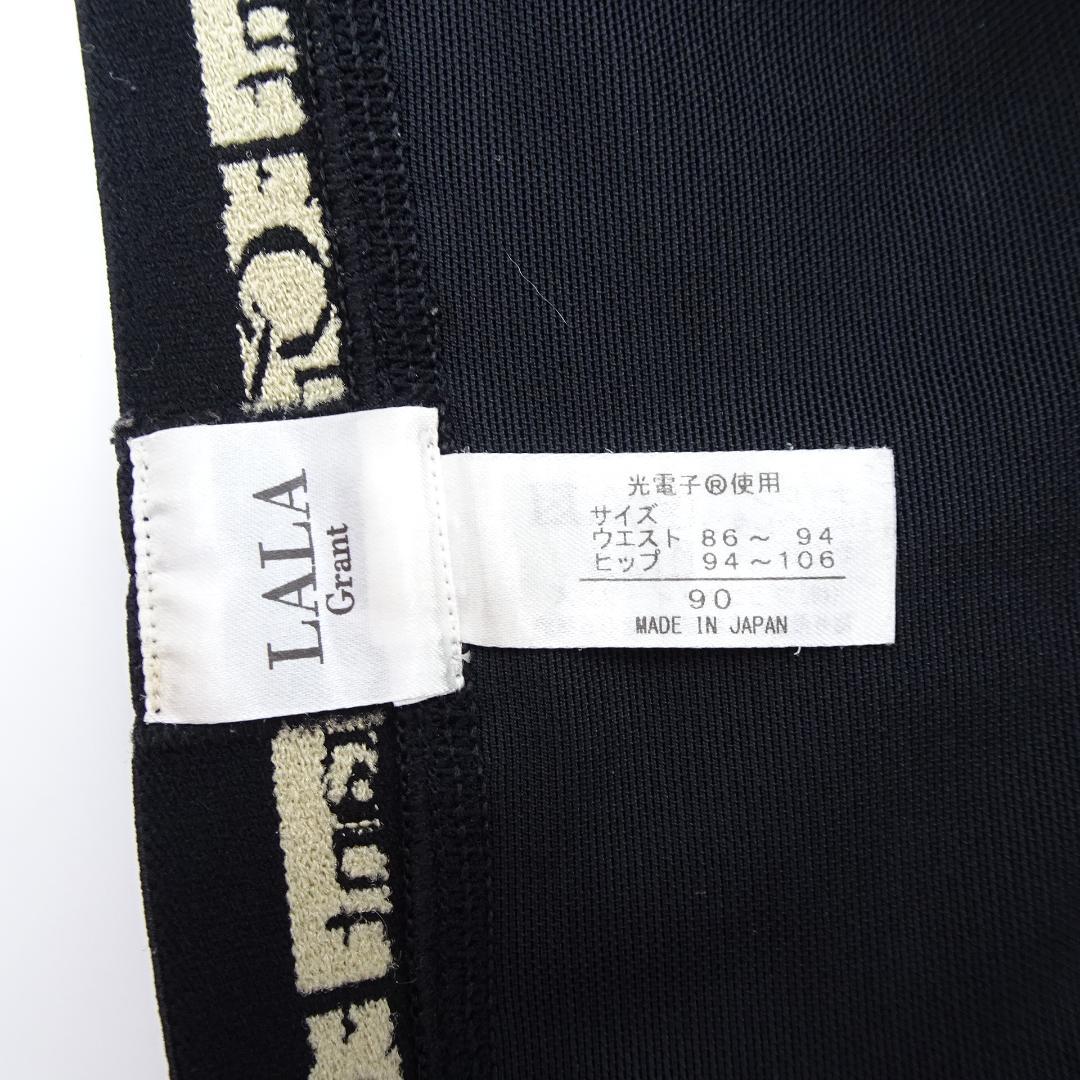 LALA
Grant
光電子®使用
サイズ
ウエスト 86～ 94
ヒップ 94～106
90
MADE IN JAPAN